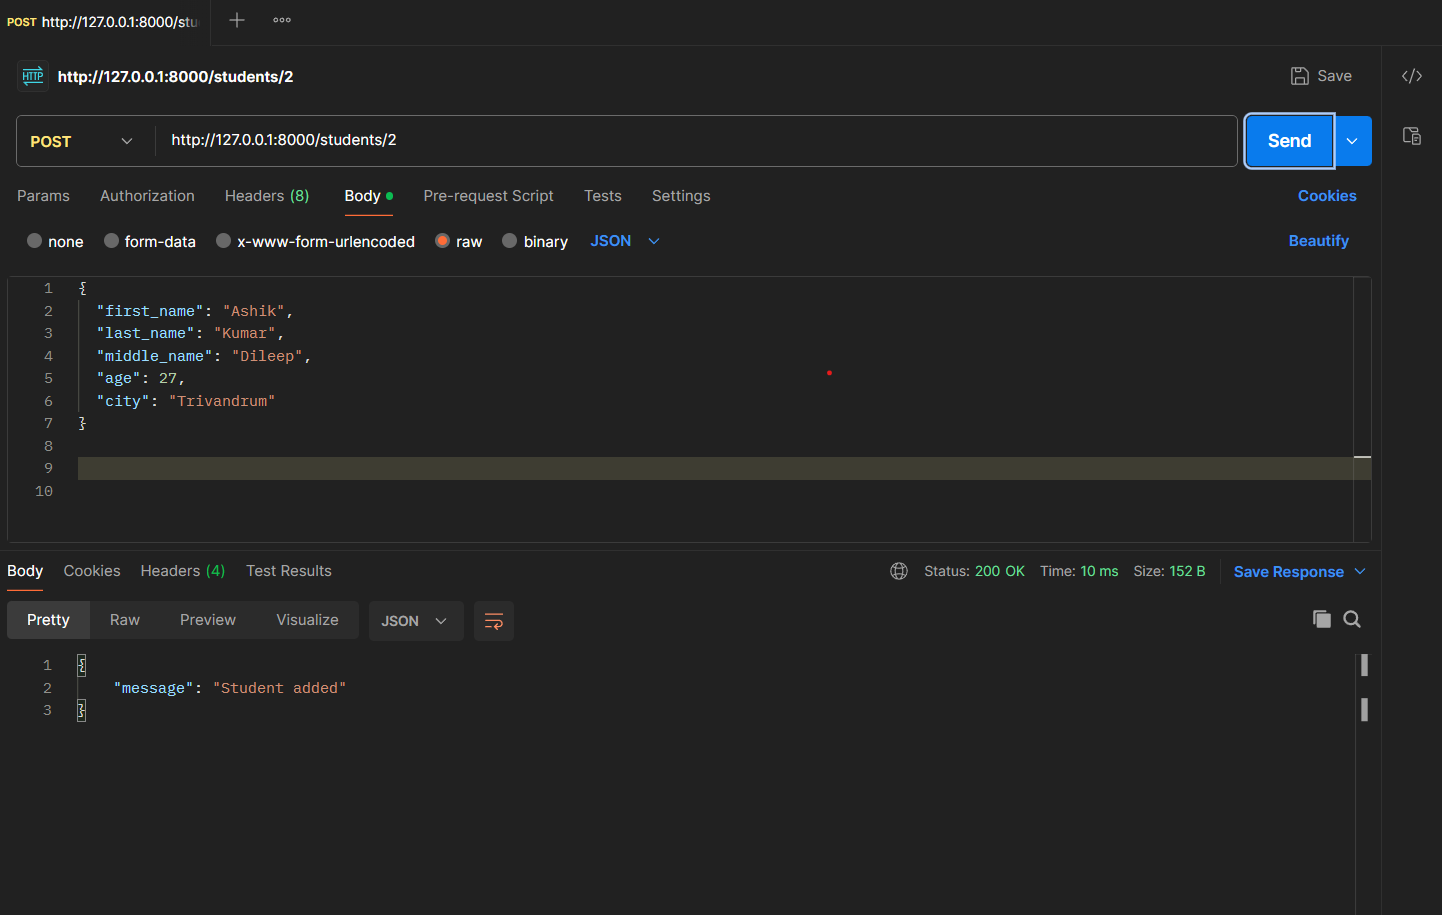 POST http://127.0.0.1:8000/stu
HTTP http://127.0.0.1:8000/students/2
Save
POST http://127.0.0.1:8000/students/2
Send
Params Authorization Headers (8) Body Pre-request Script Tests Settings Cookies
none form-data x-www-form-urlencoded raw binary JSON Beautify
1 {
2 "first_name": "Ashik",
3 "last_name": "Kumar",
4 "middle_name": "Dileep",
5 "age": 27,
6 "city": "Trivandrum"
7 }
8
9
10
Body Cookies Headers (4) Test Results Status: 200 OK Time: 10 ms Size: 152 B Save Response
Pretty Raw Preview Visualize JSON
1 {
2 "message": "Student added"
3 }